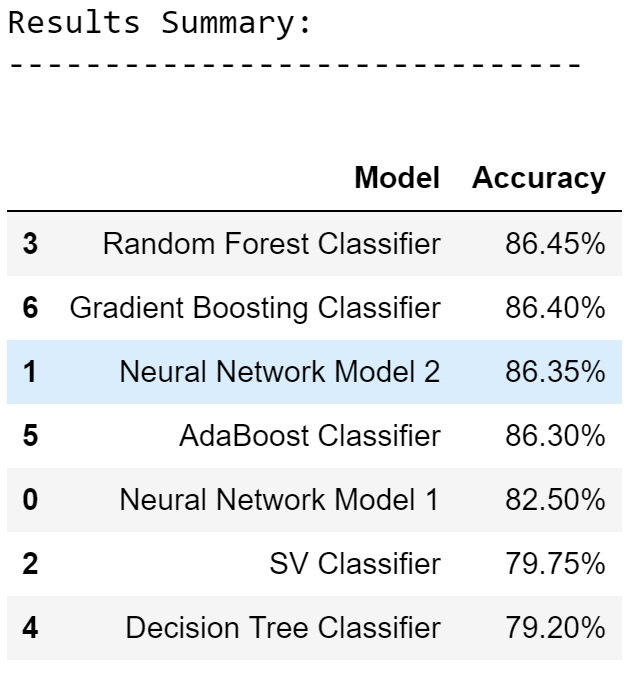 Results Summary:
------------------------------
Model Accuracy
3 Random Forest Classifier 86.45%
6 Gradient Boosting Classifier 86.40%
1 Neural Network Model 2 86.35%
5 AdaBoost Classifier 86.30%
0 Neural Network Model 1 82.50%
2 SV Classifier 79.75%
4 Decision Tree Classifier 79.20%